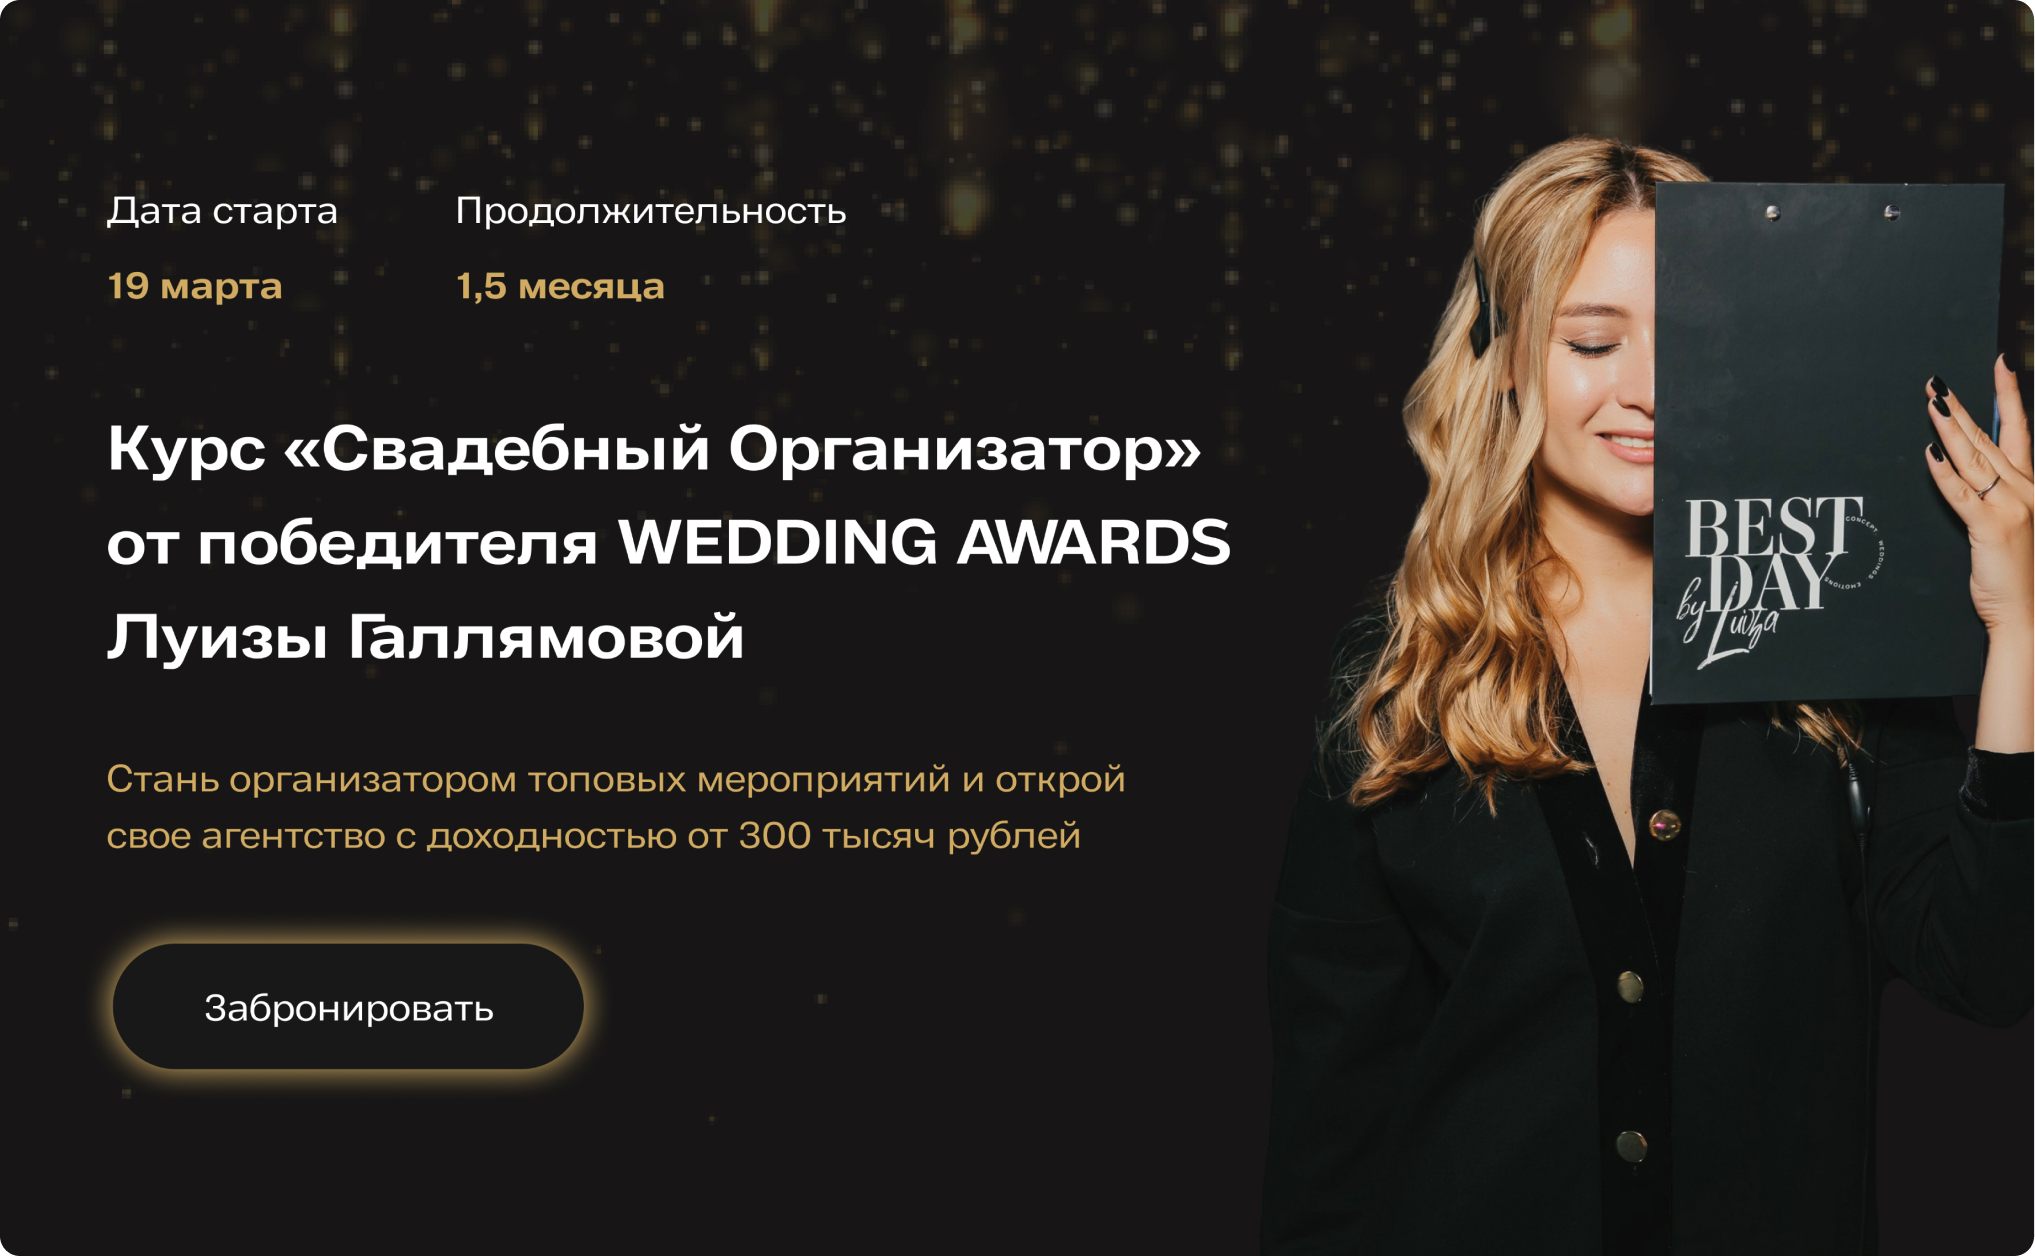 Дата старта
Продолжительность
19 марта
1,5 месяца
Курс «Свадебный Организатор»
от победителя WEDDING AWARDS
Луизы Галлямовой
Стань организатором топовых мероприятий и открой
свое агентство с доходностью от 300 тысяч рублей
Забронировать
BEST
DAY
by Luiza
CONCEPT WEDDINGS EMOTIONS